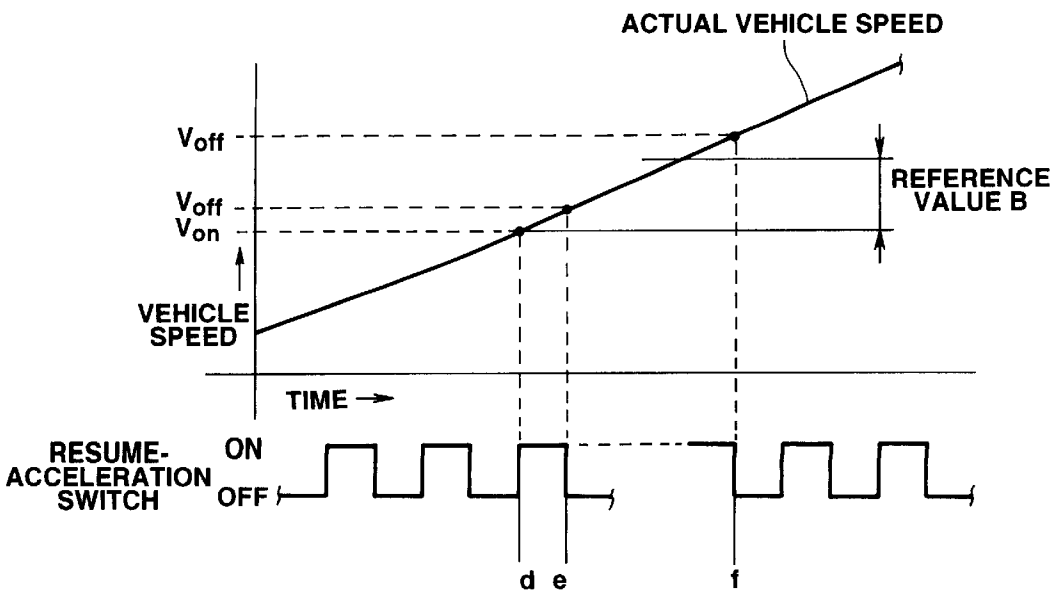 ACTUAL VEHICLE SPEED
Voff
REFERENCE
VALUE B
Voff
Von
VEHICLE
SPEED
TIME
RESUME-
ACCELERATION
SWITCH
ON
OFF
d e f